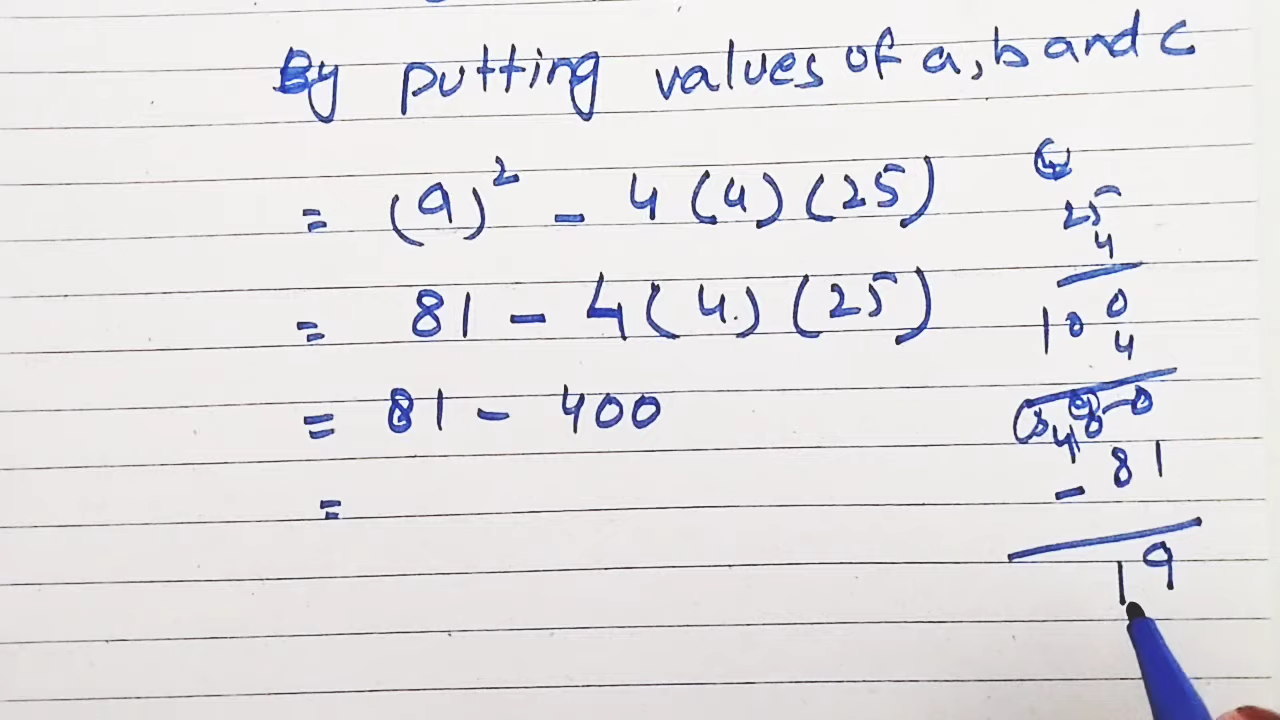 By putting values of a, b and c
= (9)² - 4(4)(25)
= 81 - 4(4)(25)
= 81 - 400
=
25
4
100
4
400
- 81
19